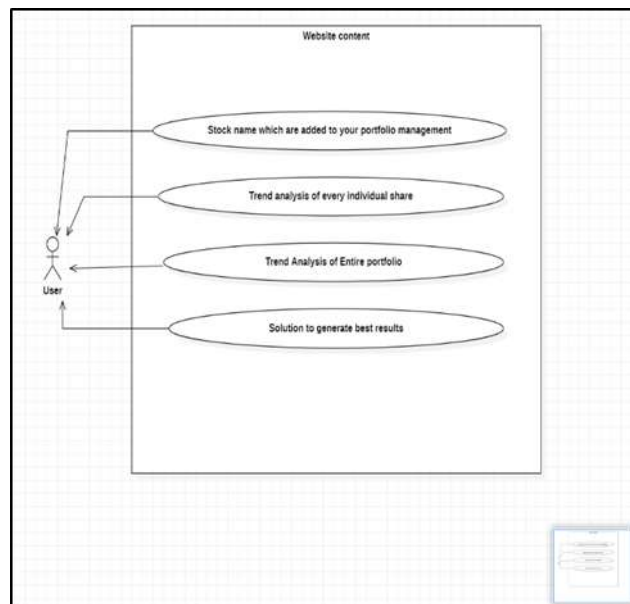 Website content
Stock name which are added to your portfolio management
Trend analysis of every individual share
Trend Analysis of Entire portfolio
User
Solution to generate best results